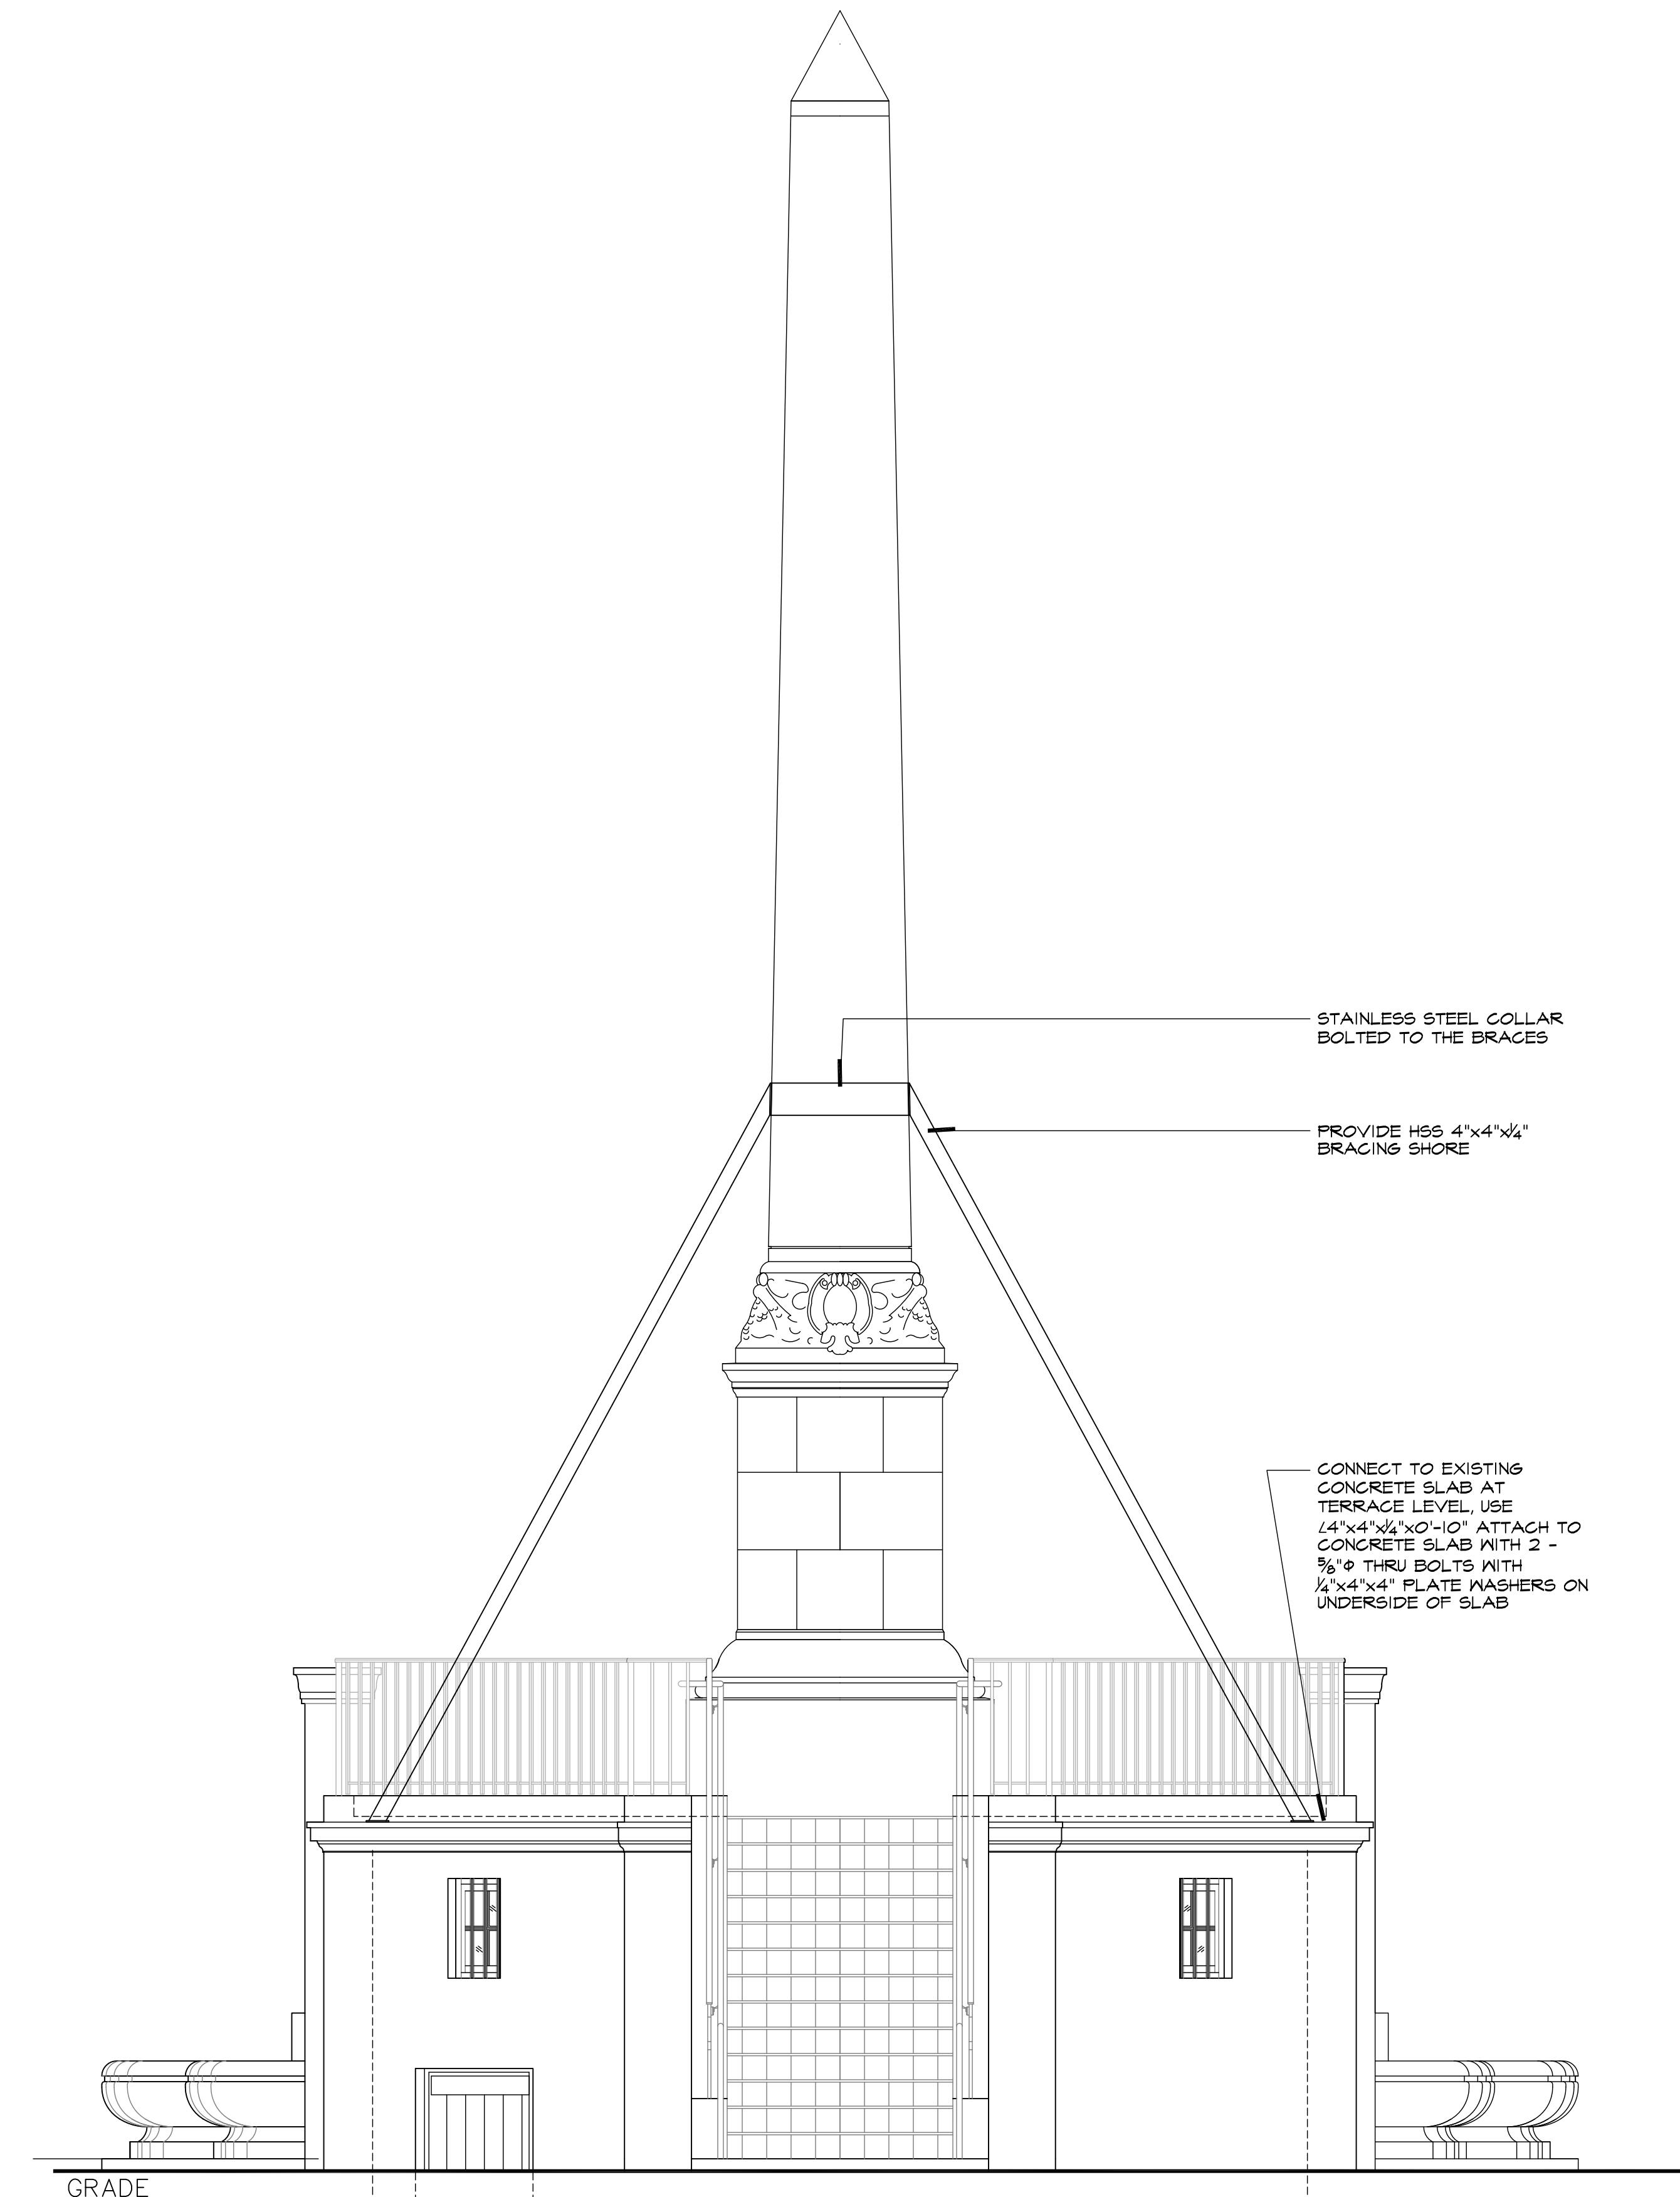 STAINLESS STEEL COLLAR
BOLTED TO THE BRACES
PROVIDE HSS 4"x4"x¼"
BRACING SHORE
CONNECT TO EXISTING
CONCRETE SLAB AT
TERRACE LEVEL, USE
∠4"x4"x¼"x0'-10" ATTACH TO
CONCRETE SLAB WITH 2 -
⅝"Φ THRU BOLTS WITH
¼"x4"x4" PLATE WASHERS ON
UNDERSIDE OF SLAB
GRADE